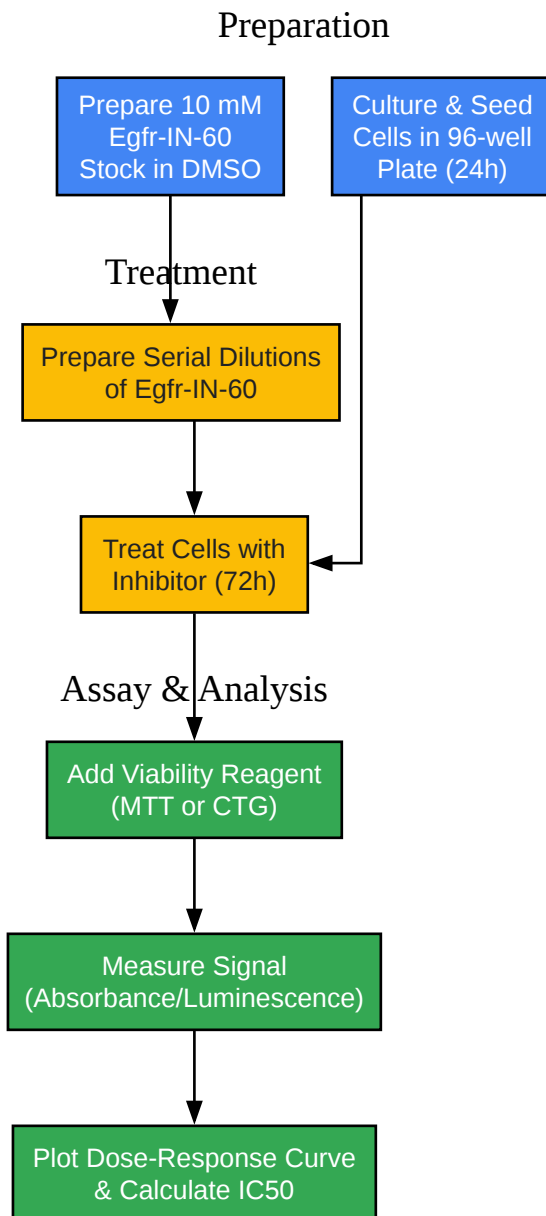 Preparation
Prepare 10 mM
Egfr-IN-60
Stock in DMSO
Culture & Seed
Cells in 96-well
Plate (24h)
Treatment
Prepare Serial Dilutions
of Egfr-IN-60
Treat Cells with
Inhibitor (72h)
Assay & Analysis
Add Viability Reagent
(MTT or CTG)
Measure Signal
(Absorbance/Luminescence)
Plot Dose-Response Curve
& Calculate IC50